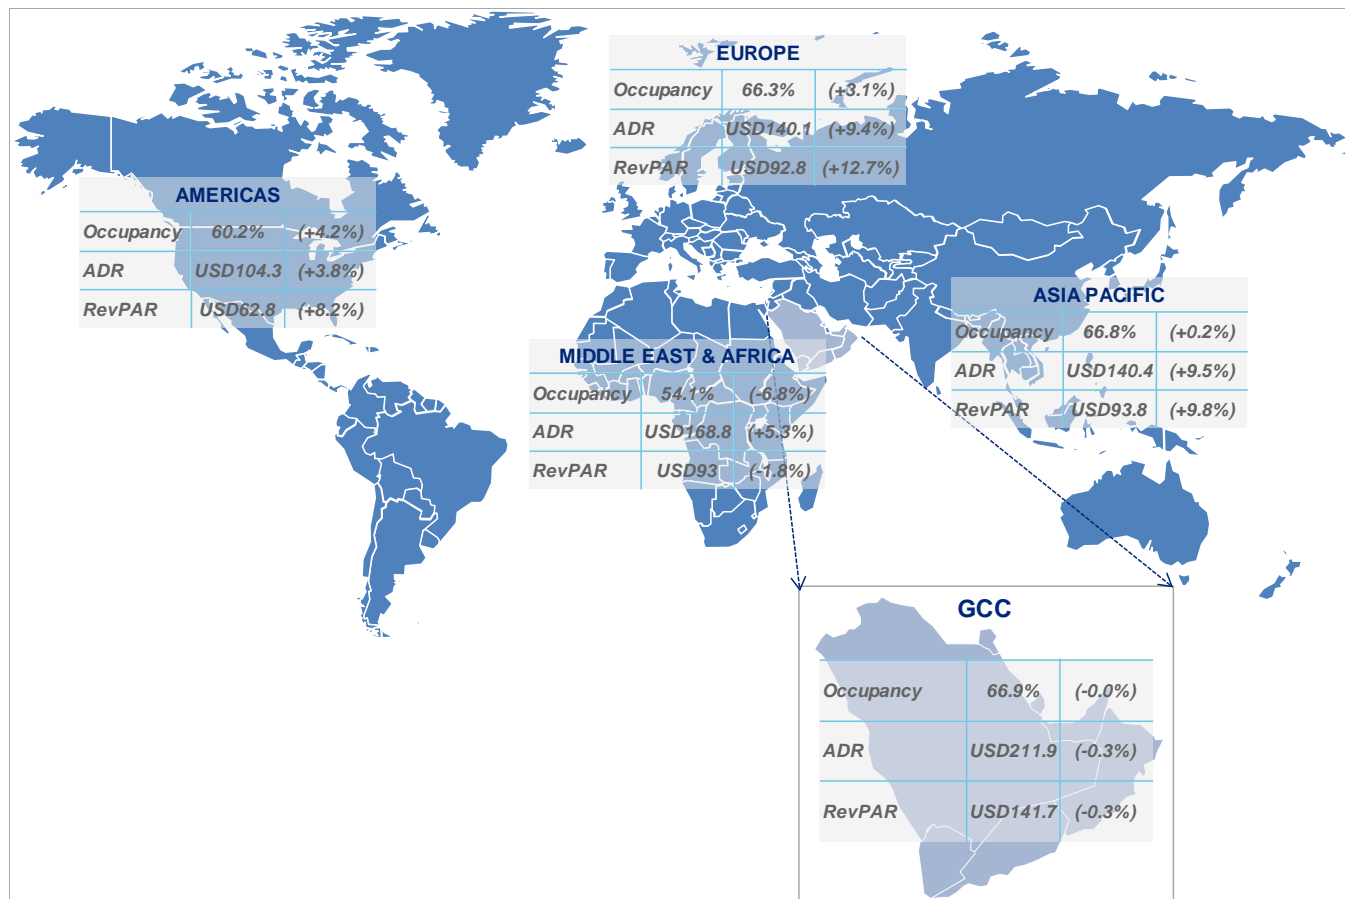 EUROPE
Occupancy 66.3% (+3.1%)
ADR USD140.1 (+9.4%)
RevPAR USD92.8 (+12.7%)
AMERICAS
Occupancy 60.2% (+4.2%)
ADR USD104.3 (+3.8%)
RevPAR USD62.8 (+8.2%)
ASIA PACIFIC
Occupancy 66.8% (+0.2%)
ADR USD140.4 (+9.5%)
RevPAR USD93.8 (+9.8%)
MIDDLE EAST & AFRICA
Occupancy 54.1% (-6.8%)
ADR USD168.8 (+5.3%)
RevPAR USD93 (-1.8%)
GCC
Occupancy 66.9% (-0.0%)
ADR USD211.9 (-0.3%)
RevPAR USD141.7 (-0.3%)